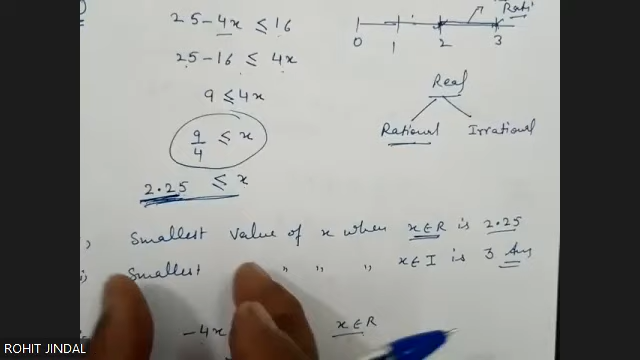 25-4x ≤ 16
25-16 ≤ 4x
9 ≤ 4x
9/4 ≤ x
2.25 ≤ x
Rati
0 1 2 3
Real
Rational Irrational
Smallest value of x when x∈R is 2.25
Smallest " " " x∈I is 3 Ans
-4x x∈R
ROHIT JINDAL